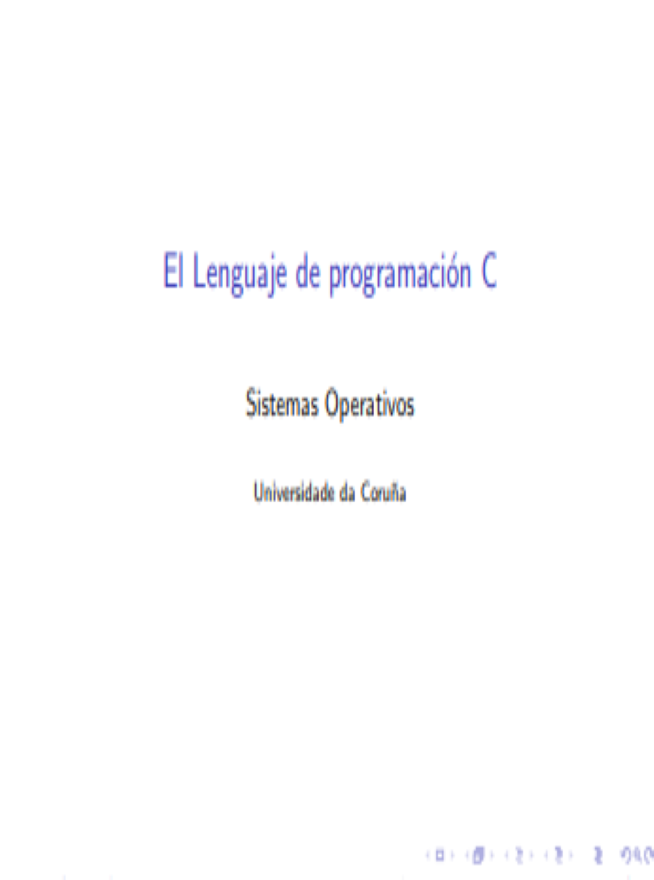 El Lenguaje de programación C
Sistemas Operativos
Universidade da Coruña